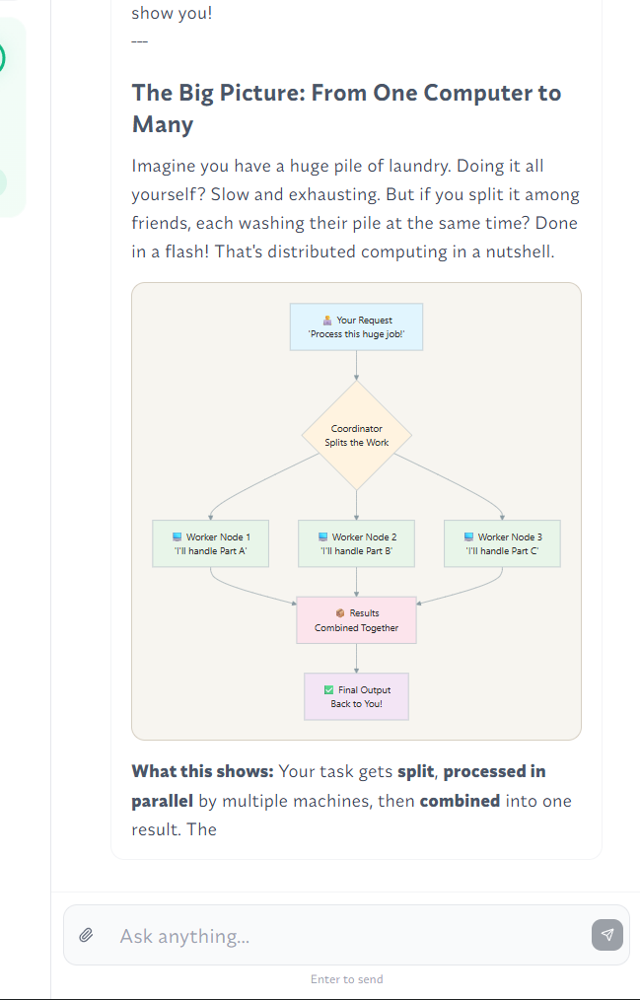 show you!
---
The Big Picture: From One Computer to
Many
Imagine you have a huge pile of laundry. Doing it all
yourself? Slow and exhausting. But if you split it among
friends, each washing their pile at the same time? Done
in a flash! That's distributed computing in a nutshell.
Your Request
'Process this huge job!'
Coordinator
Splits the Work
Worker Node 1
'I'll handle Part A'
Worker Node 2
'I'll handle Part B'
Worker Node 3
'I'll handle Part C'
Results
Combined Together
Final Output
Back to You!
What this shows: Your task gets split, processed in
parallel by multiple machines, then combined into one
result. The
Ask anything...
Enter to send